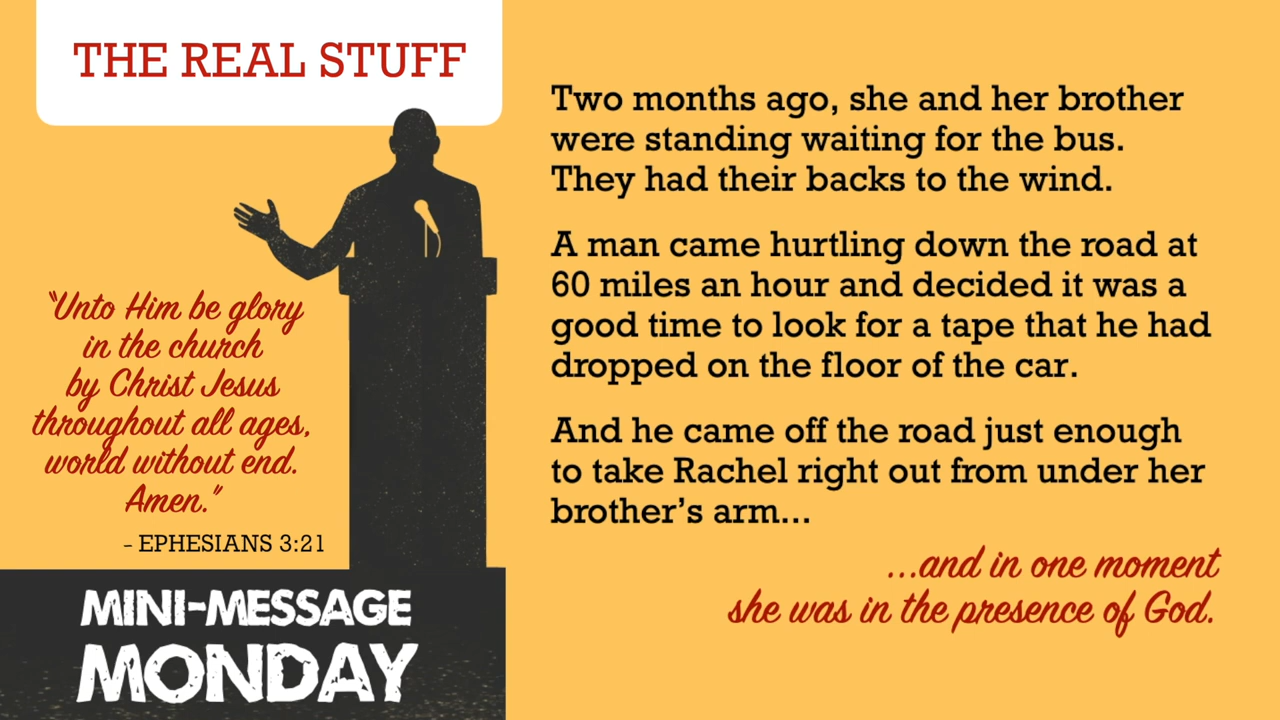 THE REAL STUFF
“Unto Him be glory
in the church
by Christ Jesus
throughout all ages,
world without end.
Amen.”
– EPHESIANS 3:21
MINI-MESSAGE
MONDAY
Two months ago, she and her brother
were standing waiting for the bus.
They had their backs to the wind.
A man came hurtling down the road at
60 miles an hour and decided it was a
good time to look for a tape that he had
dropped on the floor of the car.
And he came off the road just enough
to take Rachel right out from under her
brother’s arm...
...and in one moment
she was in the presence of God.